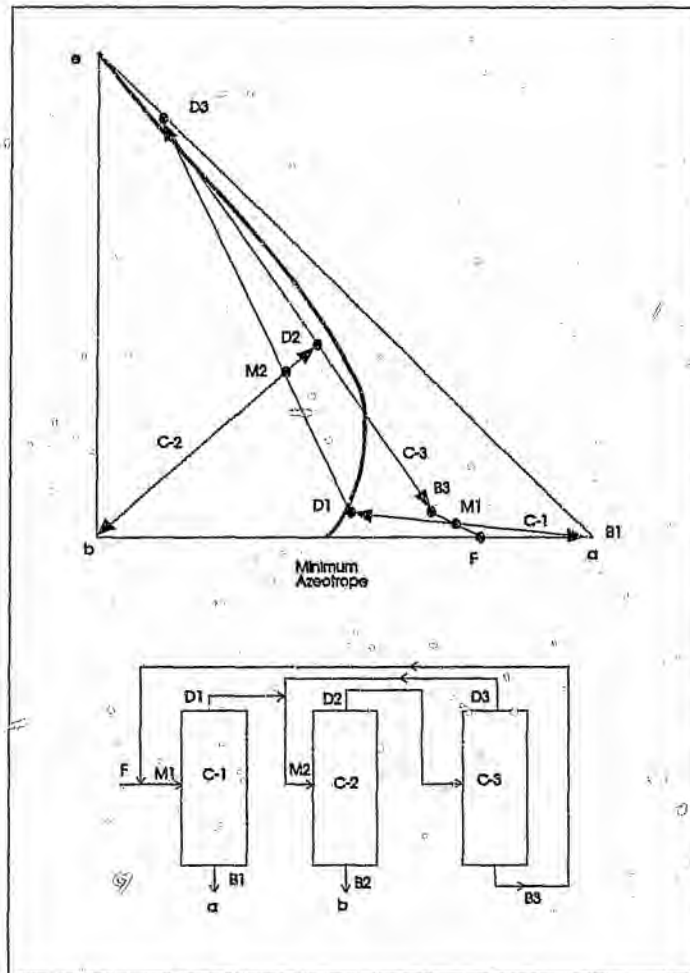 e
D3
D2
M2
C-2
C-3
B3
M1
D1
C-1
B1
b
F
a
Minimum
Azeotrope
D1
D2
D3
F
M1
C-1
M2
C-2
C-3
B1
B2
B3
a
b